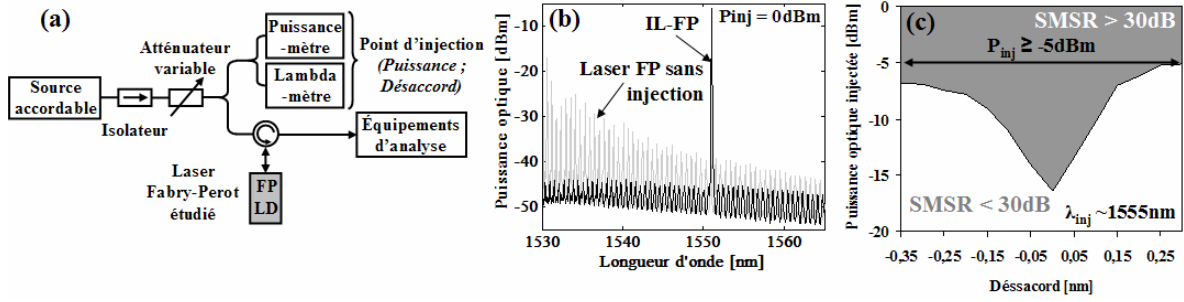 (a)
Source
accordable
Isolateur
Atténuateur
variable
Puissance
-mètre
Lambda
-mètre
Point d'injection
(Puissance ;
Désaccord)
Équipements
d'analyse
Laser
Fabry-Perot
étudié
FP
LD
(b)
Pinj = 0dBm
IL-FP
Laser FP sans
injection
Puissance optique [dBm]
-10
-20
-30
-40
-50
1530
1540
1550
1560
Longueur d'onde [nm]
(c)
SMSR > 30dB
Pinj ≥ -5dBm
SMSR < 30dB
λinj ~1555nm
Puissance optique injectée [dBm]
0
-5
-10
-15
-20
-0,35
-0,25
-0,15
-0,05
0,05
0,15
0,25
Déssacord [nm]